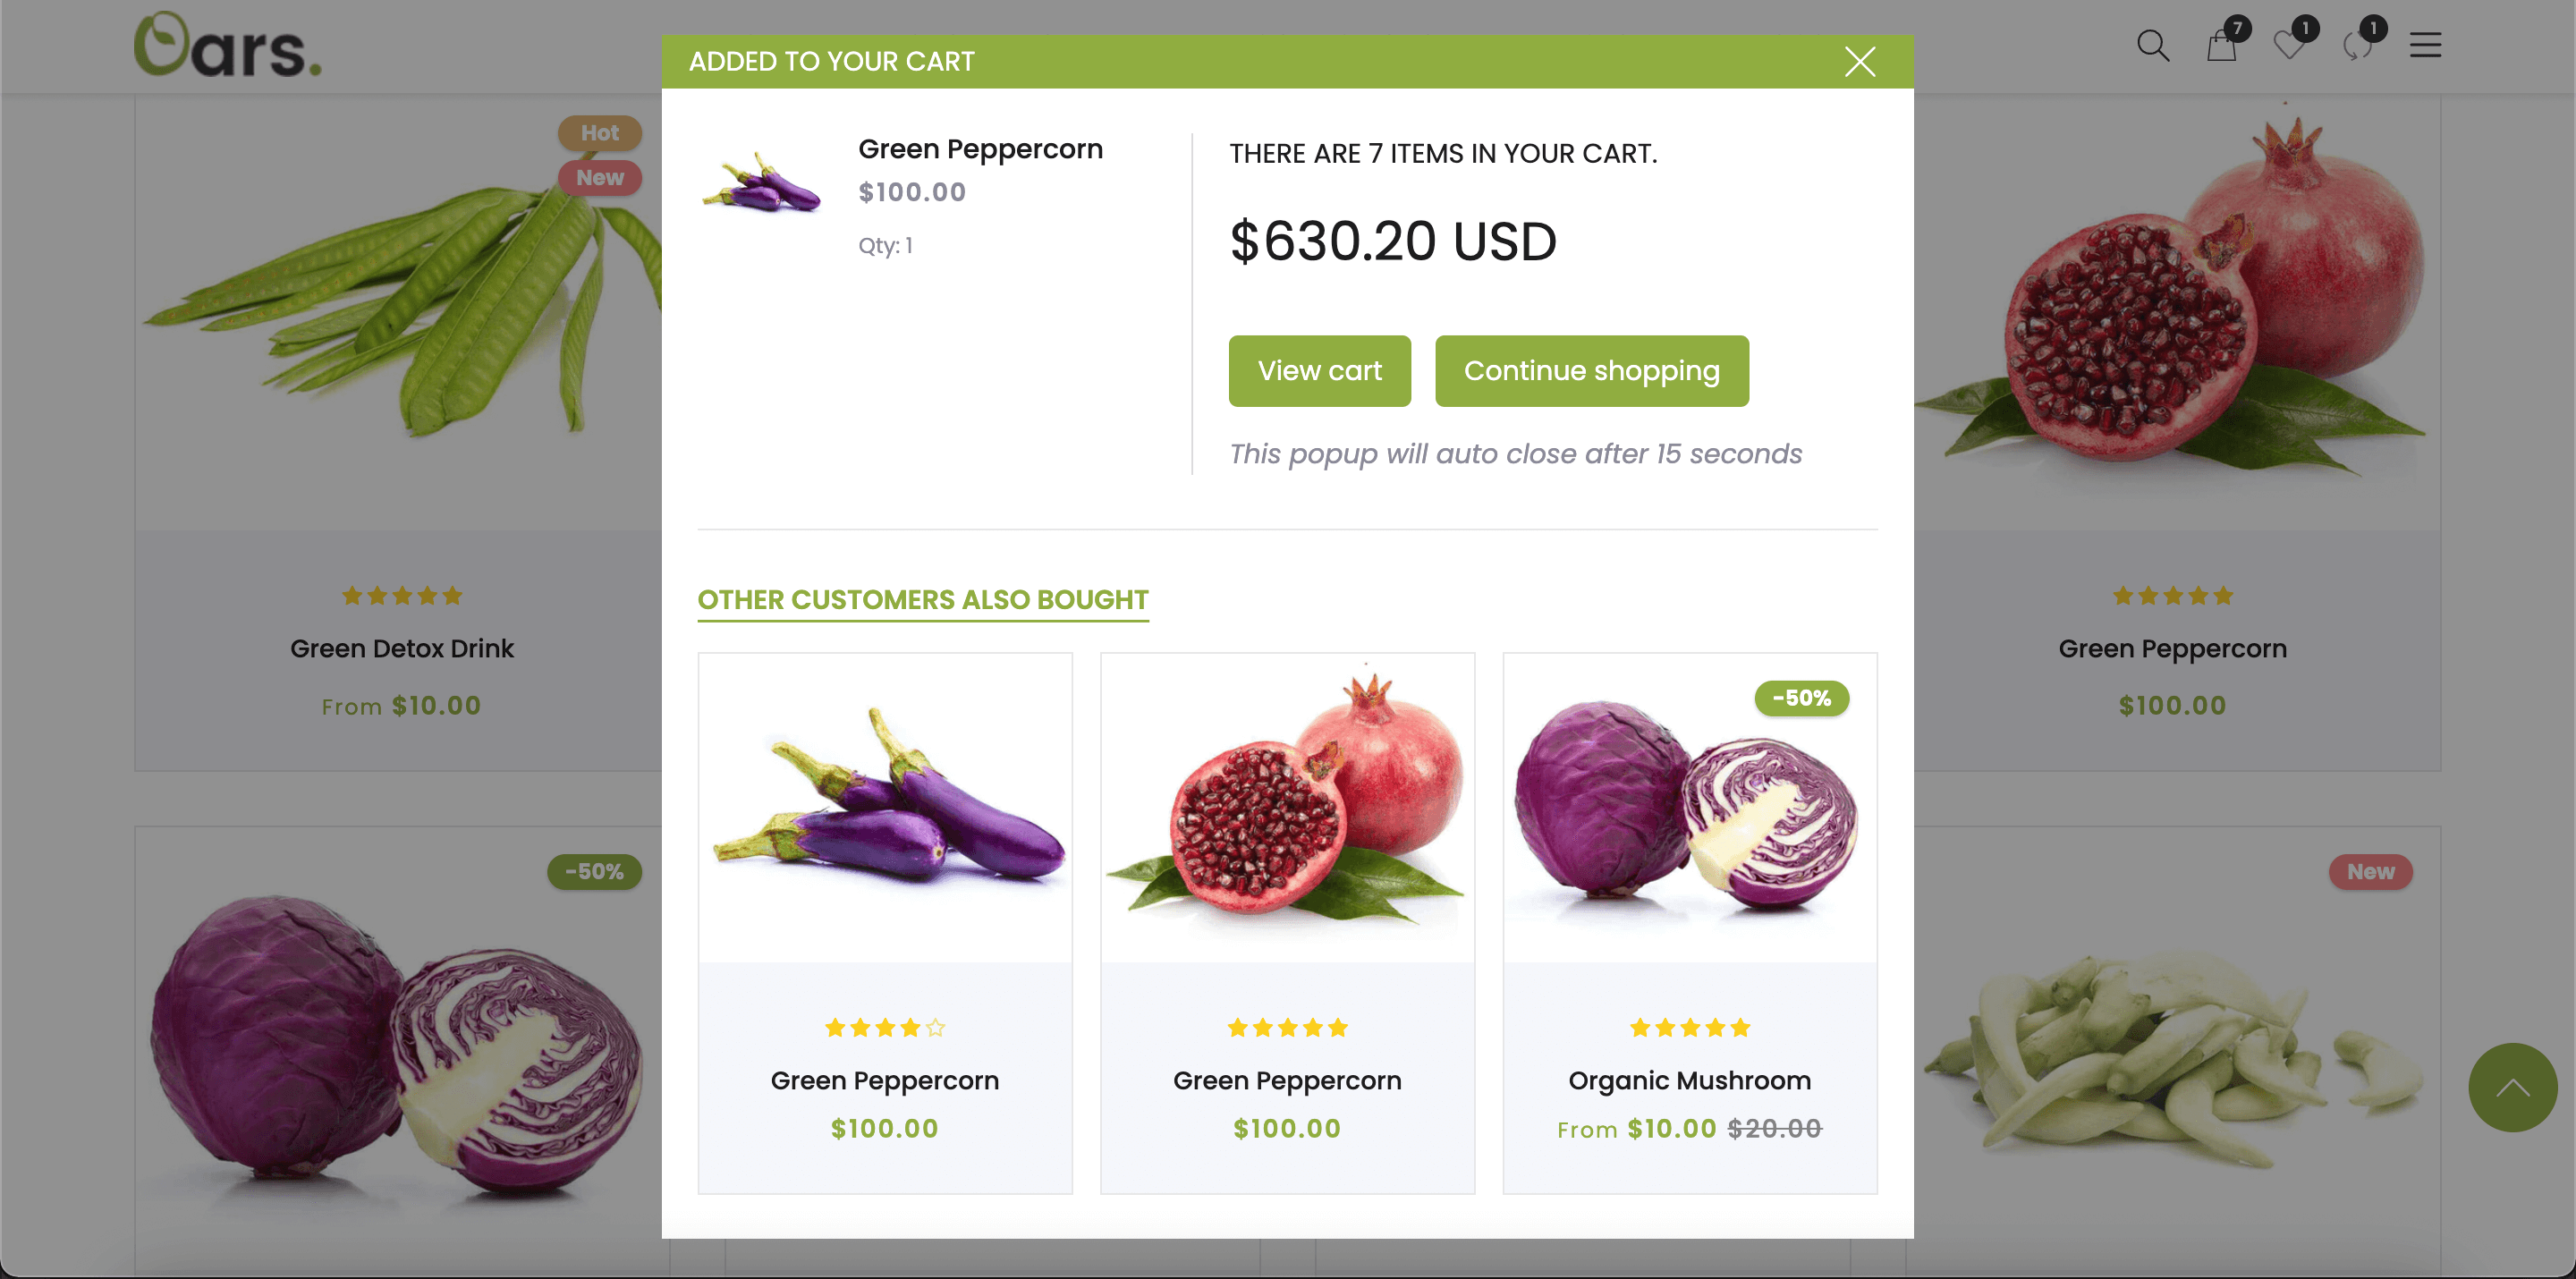 Oars.
7
1
1
ADDED TO YOUR CART
Green Peppercorn
$100.00
Qty: 1
THERE ARE 7 ITEMS IN YOUR CART.
$630.20 USD
View cart
Continue shopping
This popup will auto close after 15 seconds
OTHER CUSTOMERS ALSO BOUGHT
Green Peppercorn
$100.00
Green Peppercorn
$100.00
-50%
Organic Mushroom
From $10.00 $20.00
Hot
New
Green Detox Drink
From $10.00
Green Peppercorn
$100.00
-50%
New